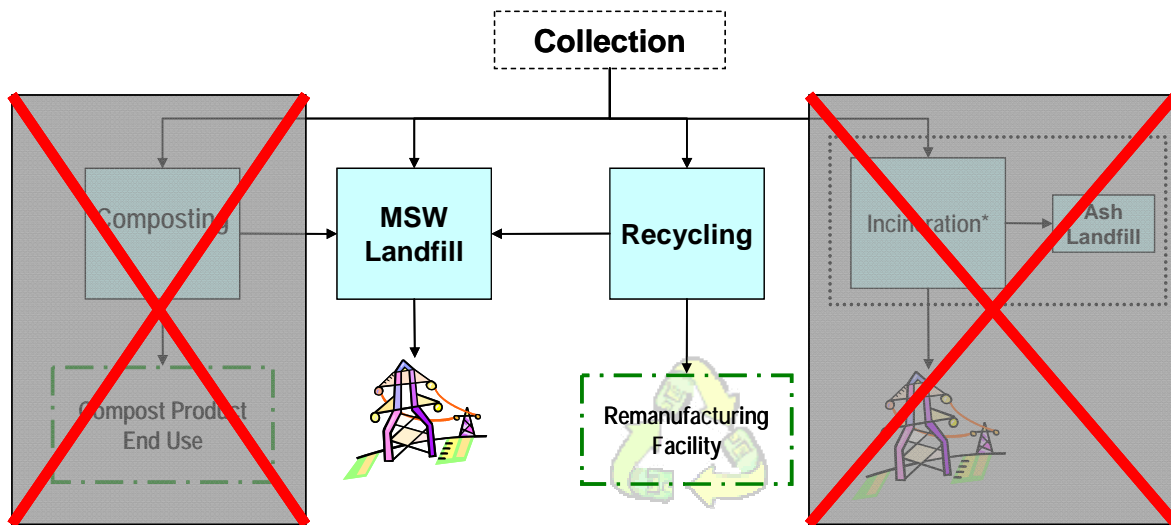 Collection
Composting
MSW
Landfill
Recycling
Incineration*
Ash
Landfill
Compost Product
End Use
Remanufacturing
Facility